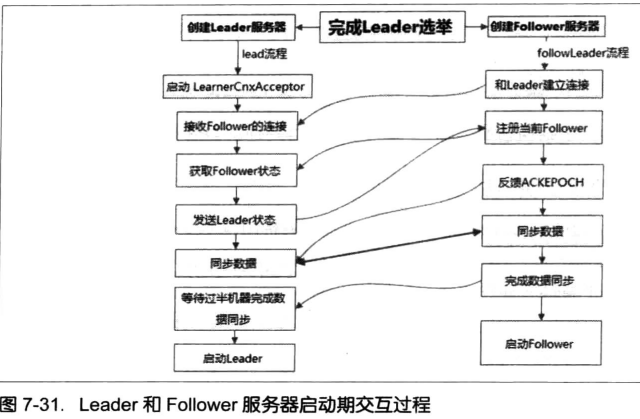 完成Leader选举
创建Leader服务器
lead流程
启动 LearnerCnxAcceptor
接收Follower的连接
获取Follower状态
发送Leader状态
同步数据
等待过半机器完成数
据同步
启动Leader
创建Follower服务器
followLeader流程
和Leader建立连接
注册当前Follower
反馈ACKEPOCH
同步数据
完成数据同步
启动Follower
图 7-31. Leader 和 Follower 服务器启动期交互过程